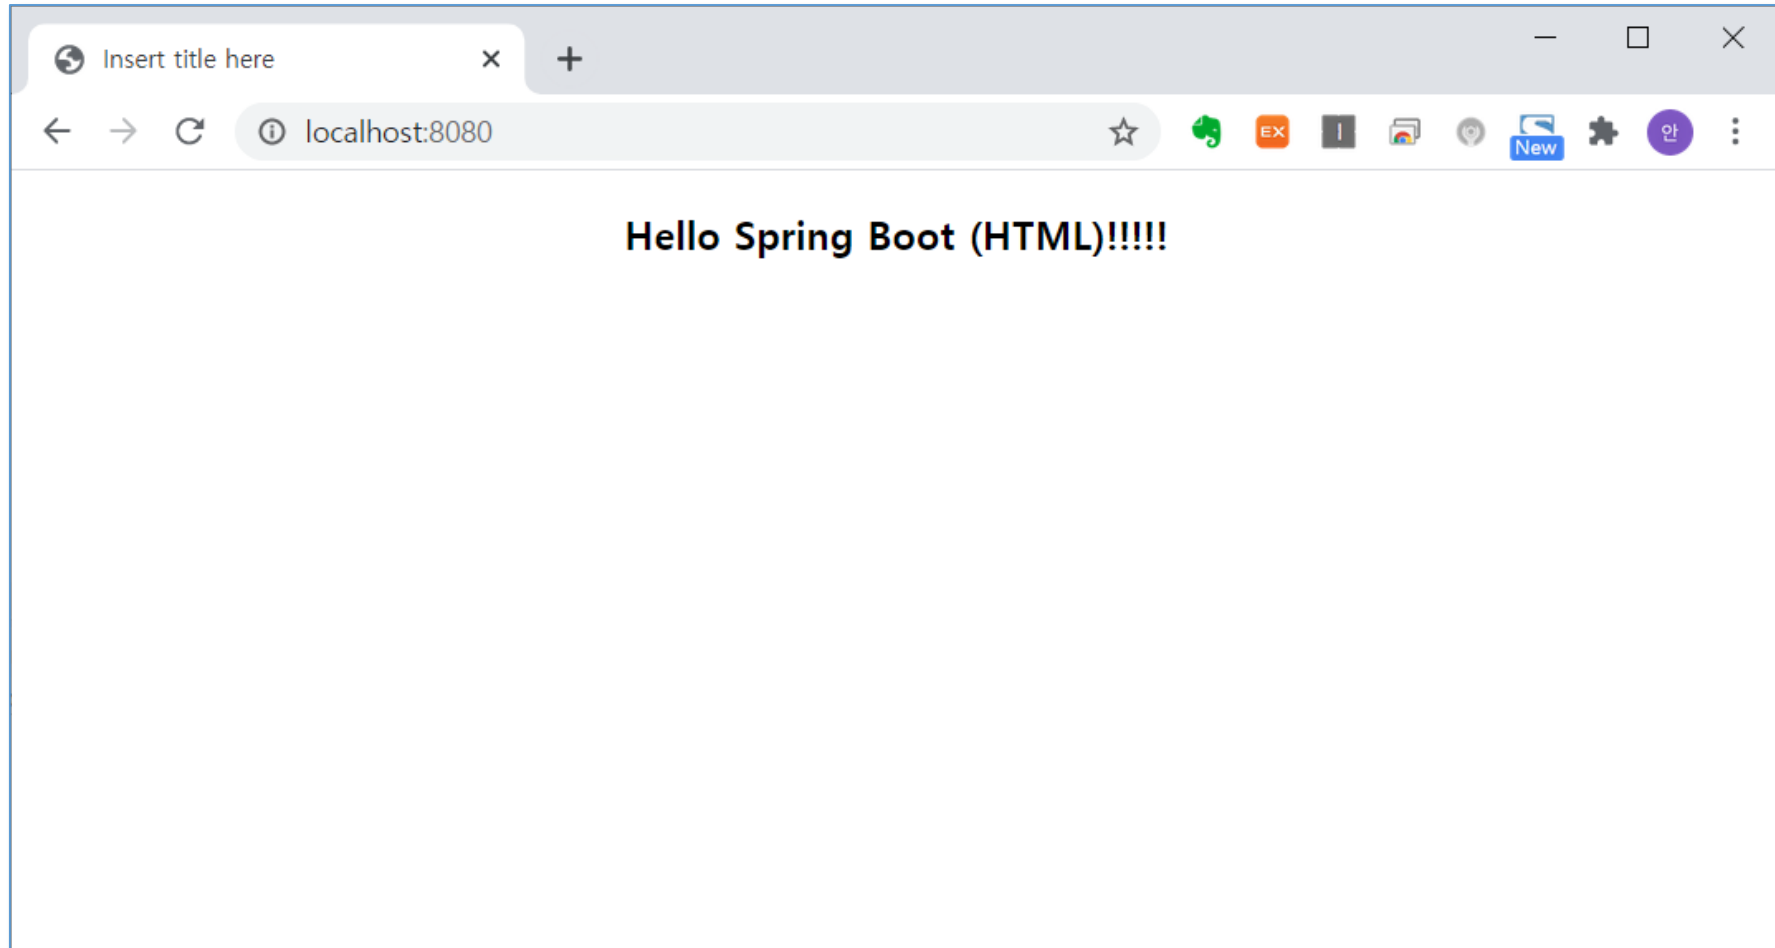 Insert title here
localhost:8080
EX
New
안
Hello Spring Boot (HTML)!!!!!